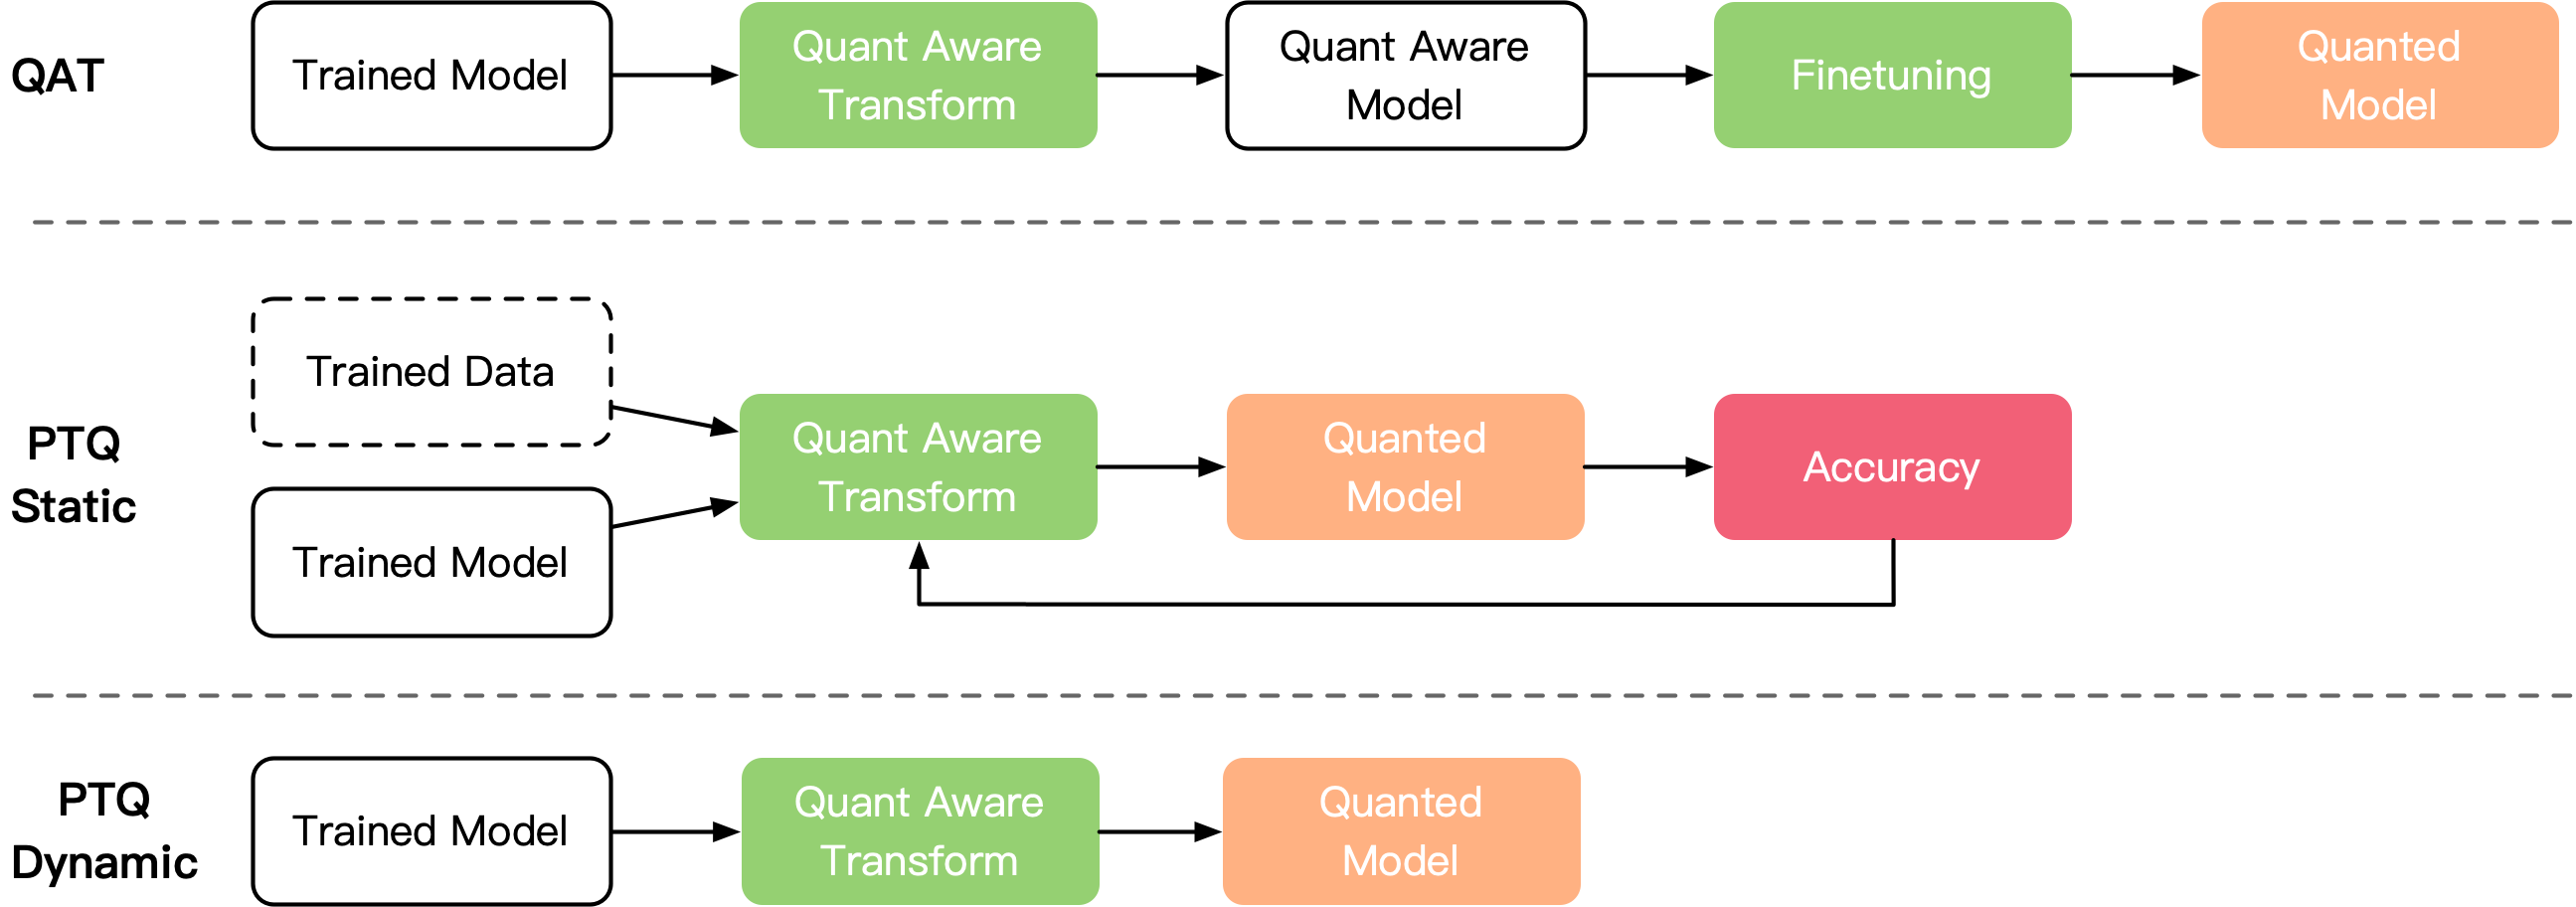 QAT
Trained Model
Quant Aware
Transform
Quant Aware
Model
Finetuning
Quanted
Model
PTQ
Static
Trained Data
Trained Model
Quant Aware
Transform
Quanted
Model
Accuracy
PTQ
Dynamic
Trained Model
Quant Aware
Transform
Quanted
Model